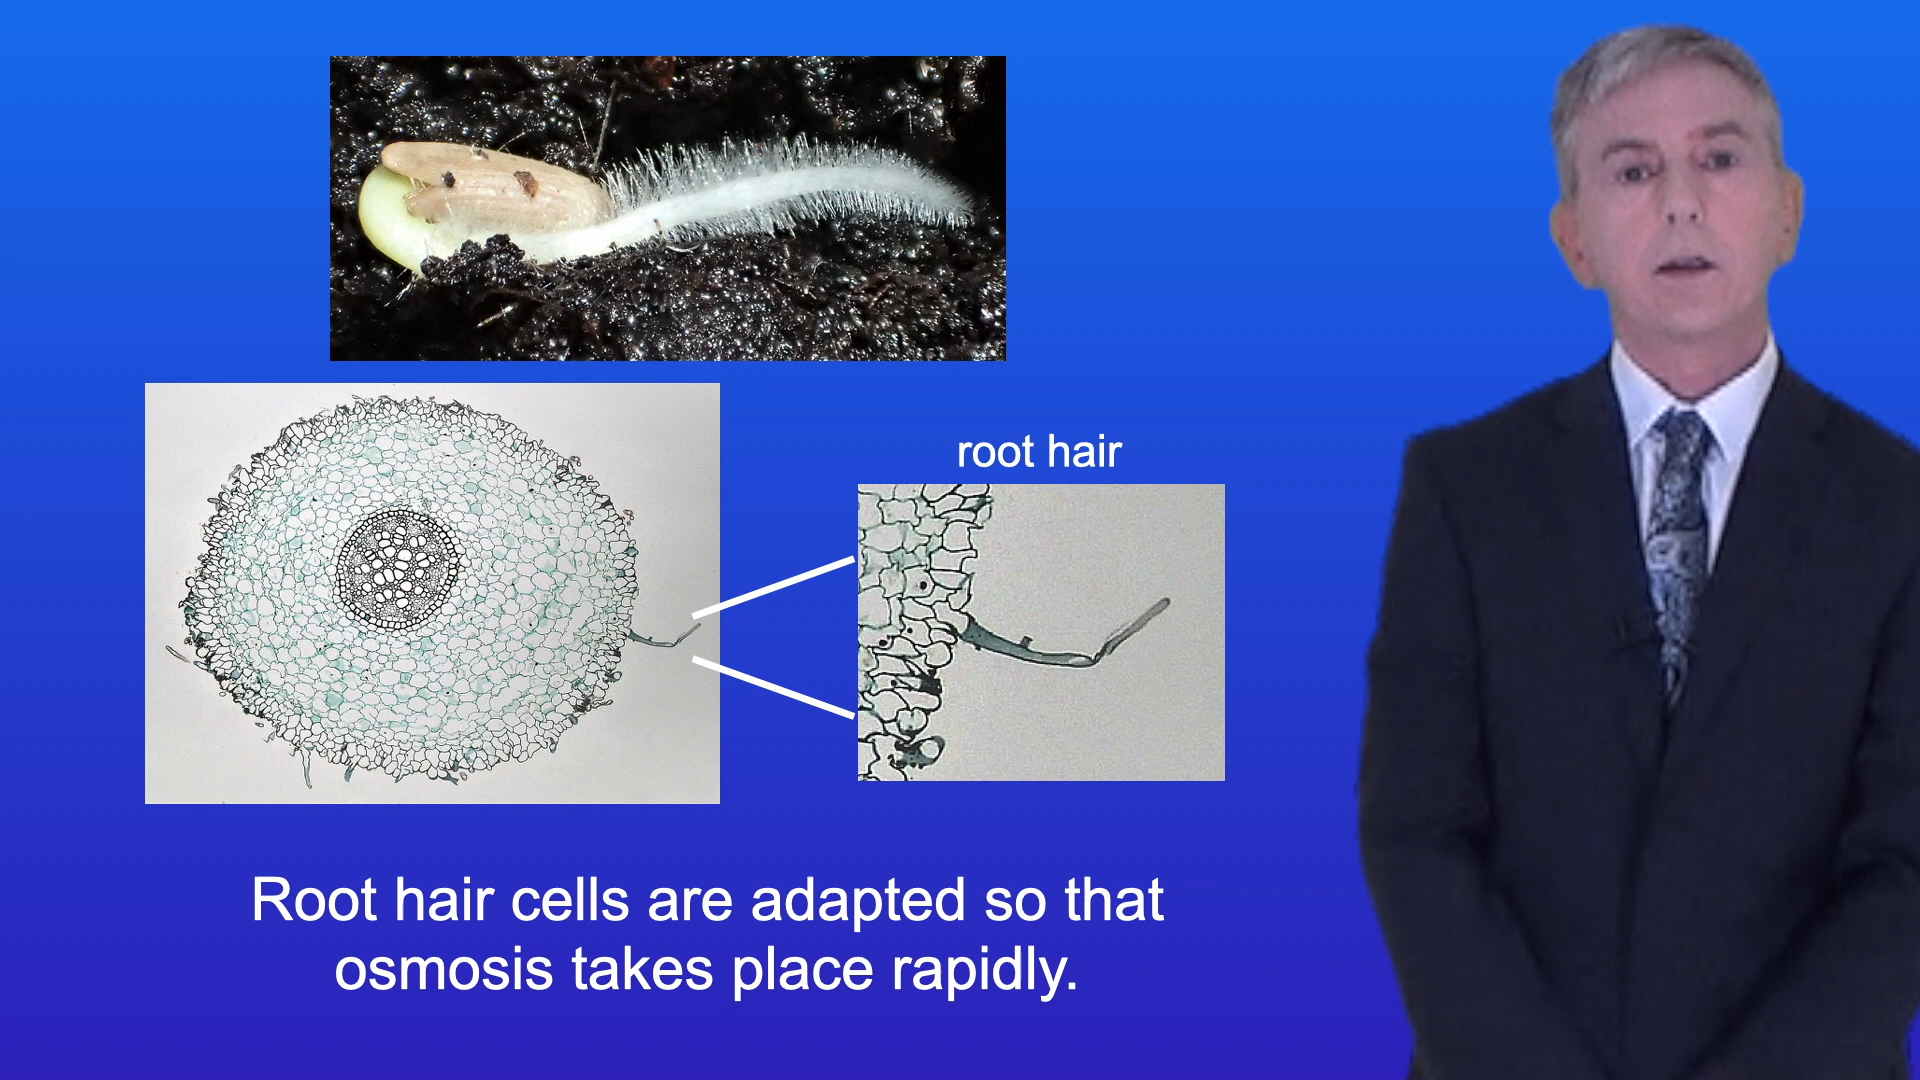 root hair
Root hair cells are adapted so that
osmosis takes place rapidly.